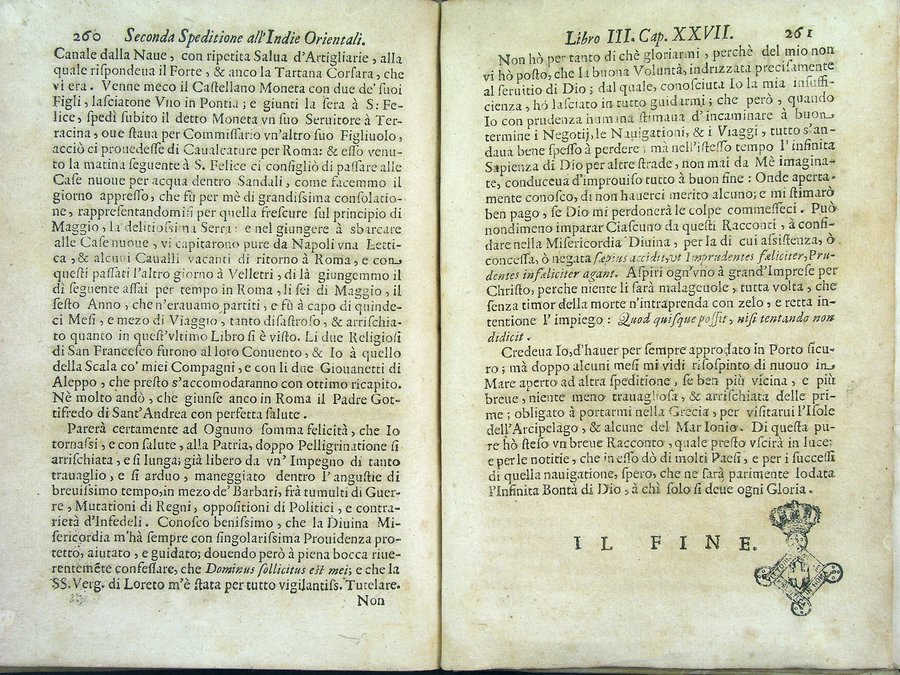 260 Seconda Speditione all'Indie Orientali.
Canale dalla Naue, con ripetita Salua d'Artigliarie, alla
quale rispondeua il Forte, & anco la Tartana Corsara, che
vi era. Venne meco il Castellano Moneta con due de' suoi
Figli, lasciatone Vno in Pontia; e giunti la sera à S: Fe-
lice, spedì subito il detto Moneta vn suo Seruitore à Ter-
racina, oue staua per Commissario vn'altro suo Figliuolo,
acciò ci prouedesse di Caualcature per Roma: & esso venu-
to la matina seguente à S. Felice ci consigliò di passare alle
Case nuoue per acqua dentro Sandali, come facemmo il
giorno appresso, che fù per mè di grandissima consolatio-
ne, rappresentandomisi per quella frescure sul principio di
Maggio, la delitiosissima Serra: e nel giungere à sbarcare
alle Case nuoue, vi capitarono pure da Napoli vna Letti-
ca, & alcuni Caualli vacanti di ritorno à Roma, e con
questi passati l'altro giorno à Velletri, di là giungemmo il
dì seguente assai per tempo in Roma, li sei di Maggio, il
sesto Anno, che n'erauamo partiti, e fù à capo di quinde-
ci Mesi, e mezo di Viaggio, tanto disastroso, & arrischia-
to quanto in quest'vltimo Libro si è visto. Li due Religiosi
di San Francesco furono al loro Conuento, & Io à quello
della Scala co' miei Compagni, e con li due Giouanetti di
Aleppo, che presto s'accomodaranno con ottimo ricapito.
Nè molto andò, che giunse anco in Roma il Padre Got-
tifredo di Sant'Andrea con perfetta salute.
Parerà certamente ad Ognuno somma felicità, che Io
tornassi, e con salute, alla Patria, doppo Pelligrinatione sì
arrischiata, e sì lunga; già libero da vn' Impegno di tanto
trauaglio, e sì arduo, maneggiato dentro l'angustie di
breuissimo tempo, in mezo de' Barbari, frà tumulti di Guer-
re, Mutationi di Regni, oppositioni di Politici, e contra-
rietà d'Infedeli. Conosco benissimo, che la Diuina Mi-
sericordia m'hà sempre con singolarissima Prouidenza pro-
tetto, aiutato, e guidato; douendo però à piena bocca riue-
rentemẽte confessare, che Dominus sollicitus est mei; e che la
SS. Verg. di Loreto m'è stata per tutto vigilantiss. Tutelare.
Non
Libro III. Cap. XXVII. 261
Non hò per tanto di chè gloriarmi, perchè del mio non
vi hò posto, che la buona Volontà, indrizzata precisamente
al seruitio di Dio; dal quale, conosciuta Io la mia insuffi-
cienza, hò lasciato in tutto guidarmi; che però, quando
Io con prudenza humana stimaua d'incaminare à buon
termine i Negotij, le Nauigationi, & i Viaggi, tutto s'an-
daua bene spesso à perdere; mà nell'istesso tempo l'infinita
Sapienza di Dio per altre strade, non mai da Mè imagina-
te, conduceua d'improuiso tutto à buon fine: Onde aperta-
mente conosco, di non hauerci merito alcuno; e mi stimarò
ben pago, se Dio mi perdonerà le colpe commesseci. Può
nondimeno imparar Ciascuno da questi Racconti, à confi-
dare nella Misericordia Diuina, per la di cui assistenza, ò
concessa, ò negata sæpius accidit, vt Imprudentes fæliciter, Pru-
dentes infæliciter agant. Aspiri ogn'vno à grand'Imprese per
Christo, perche niente li sarà malageuole, tutta volta, che
senza timor della morte n'intraprenda con zelo, e retta in-
tentione l'impiego: Quod quisque possit, nisi tentando non
didicit.
Credeua Io, d'hauer per sempre approdato in Porto sicu-
ro; mà doppo alcuni mesi mi vidi risospinto di nuouo in
Mare aperto ad altra speditione, se ben più vicina, e più
breue, niente meno trauagliosa, & arrischiata delle pri-
me; obligato à portarmi nella Grecia, per visitarui l'Isole
dell'Arcipelago, & alcune del Mar Ionio. Di questa pu-
re hò steso vn breue Racconto, quale presto vscirà in luce:
e per le notitie, che in esso dò di molti Paesi, e per i successi
di quella nauigatione, spero, che ne sarà parimente lodata
l'Infinita Bontà di Dio, à chì solo si deue ogni Gloria.
IL FINE.